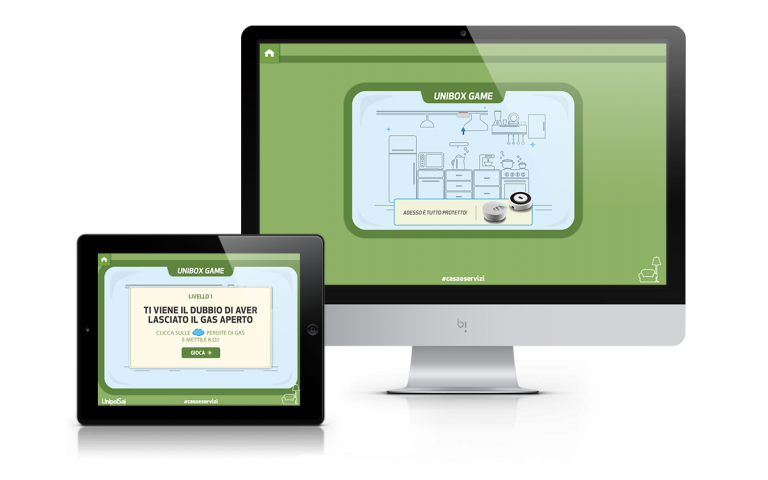 UNIBOX GAME
ADESSO È TUTTO PROTETTO!
#casaeservizi
bi
UNIBOX GAME
LIVELLO 1
TI VIENE IL DUBBIO DI AVER
LASCIATO IL GAS APERTO
CLICCA SULLE PERDITE DI GAS
E METTILE K.O.!
GIOCA
UnipolSai
#casaeservizi